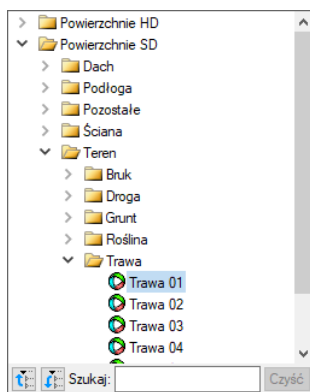 Powierzchnie HD
Powierzchnie SD
Dach
Podłoga
Pozostałe
Ściana
Teren
Bruk
Droga
Grunt
Roślina
Trawa
Trawa 01
Trawa 02
Trawa 03
Trawa 04
Szukaj: Czyść